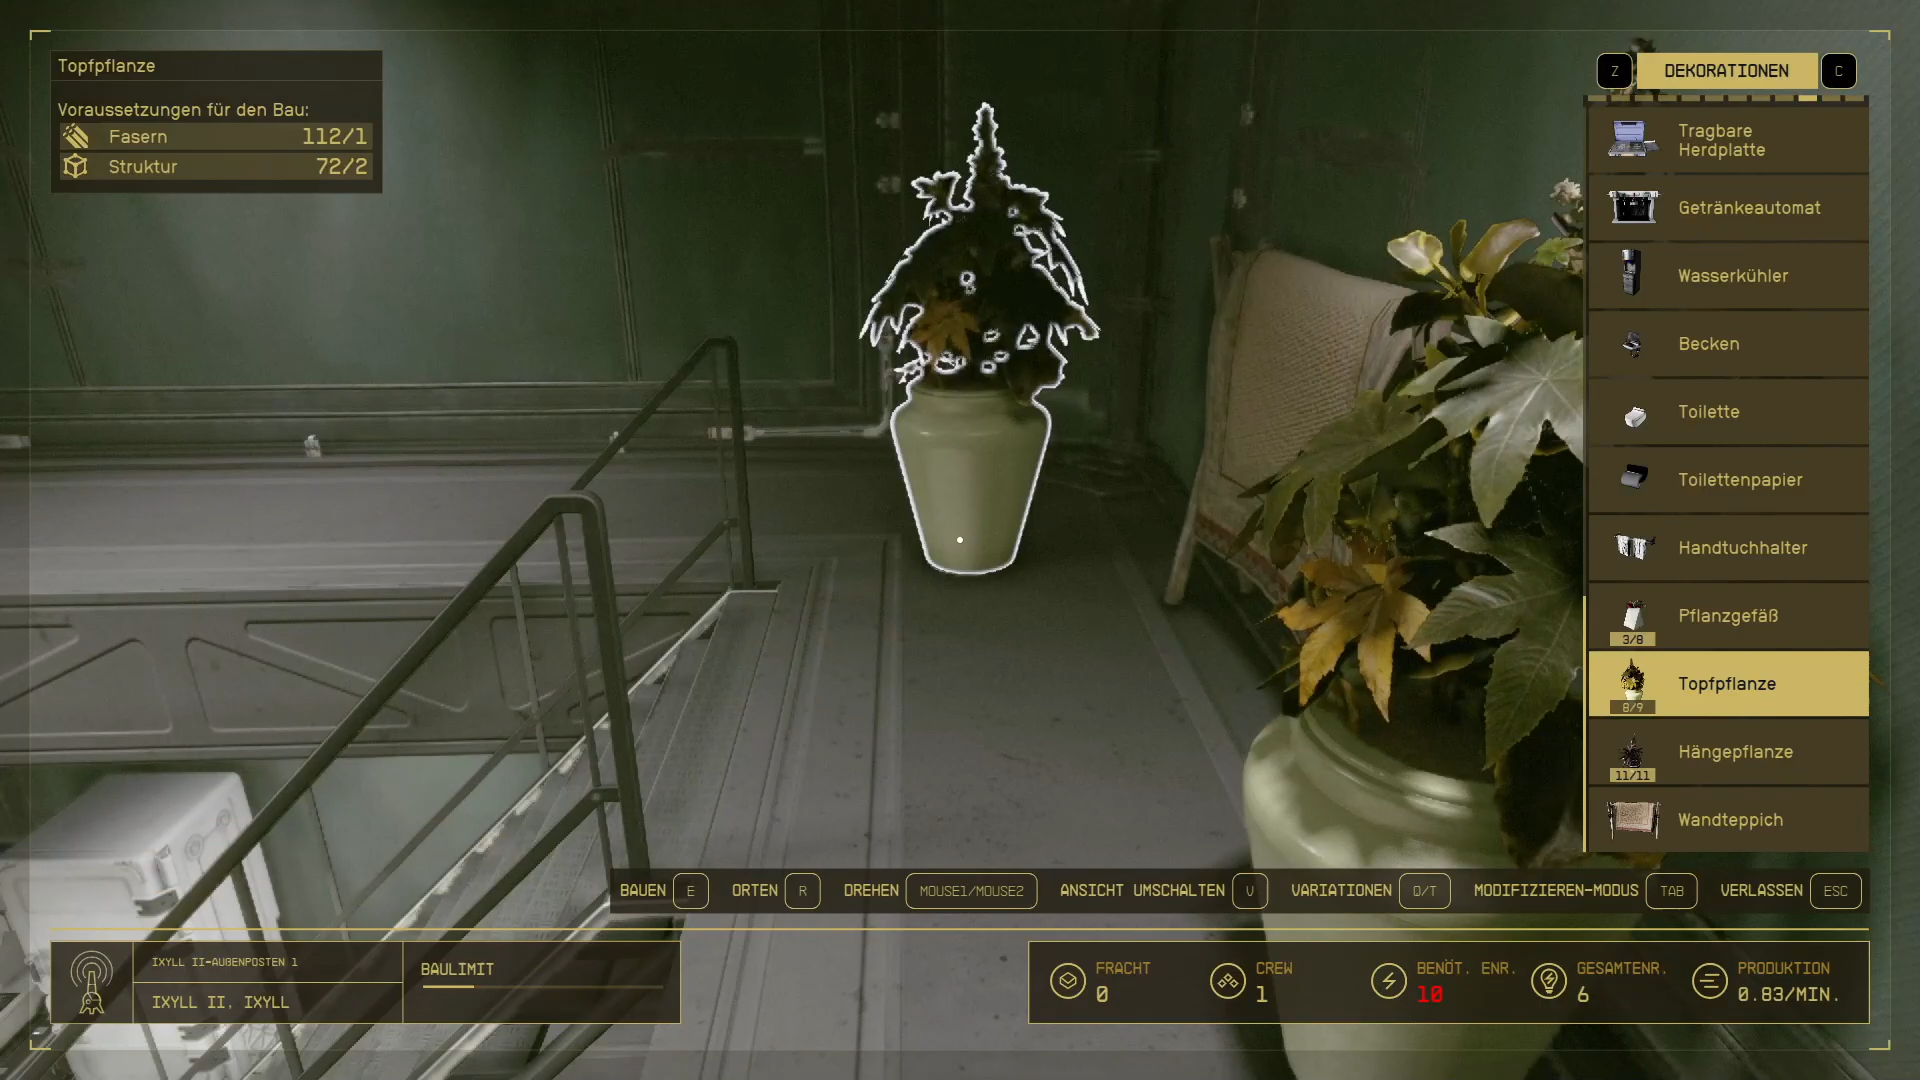 Topfpflanze
Voraussetzungen für den Bau:
Fasern 112/1
Struktur 72/2
Z DEKORATIONEN C
Tragbare
Herdplatte
Getränkeautomat
Wasserkühler
Becken
Toilette
Toilettenpapier
Handtuchhalter
Pflanzgefäß
3/8
Topfpflanze
8/9
Hängepflanze
11/11
Wandteppich
BAUEN E ORTEN R DREHEN MOUSE1/MOUSE2 ANSICHT UMSCHALTEN V VARIATIONEN Q/T MODIFIZIEREN-MODUS TAB VERLASSEN ESC
IXYLL II-AUßENPOSTEN 1
IXYLL II, IXYLL
BAULIMIT
FRACHT
0
CREW
1
BENÖT. ENR.
10
GESAMTENR.
6
PRODUKTION
0.83/MIN.